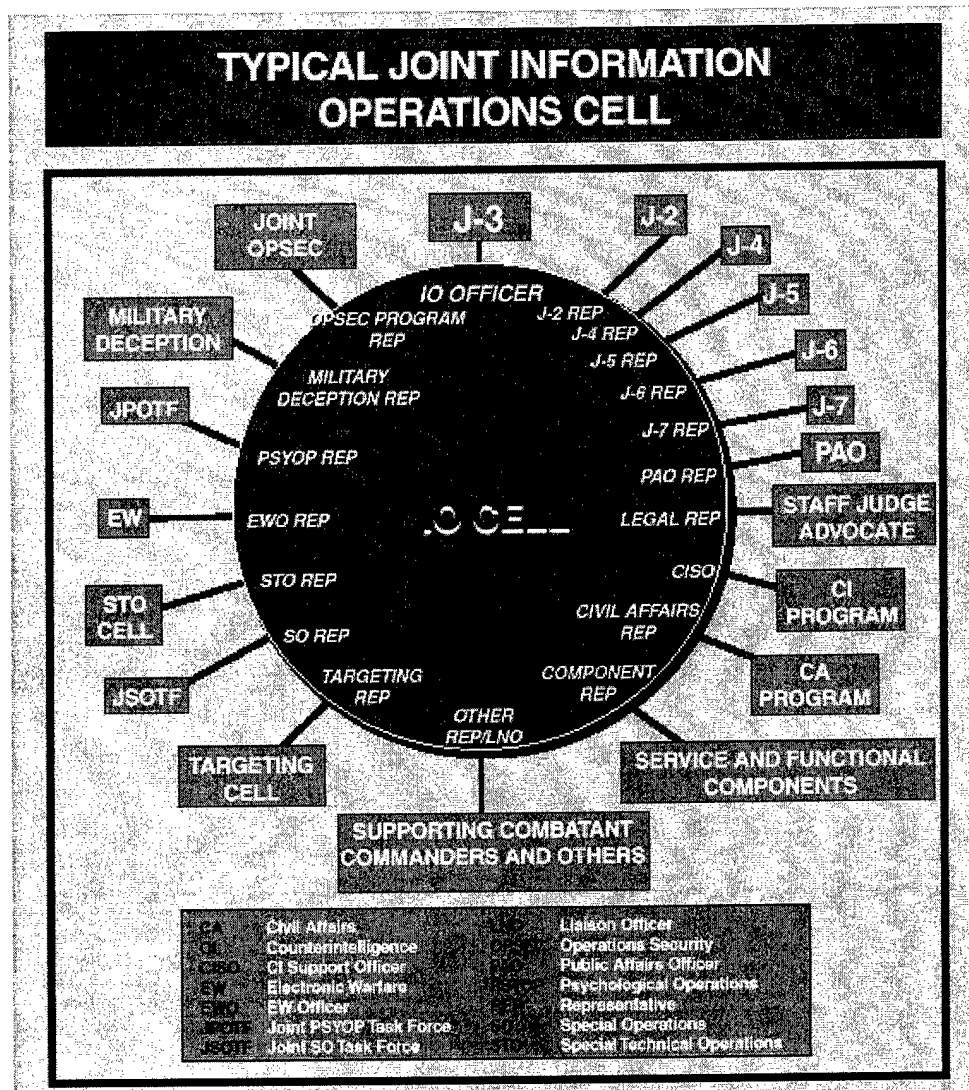 TYPICAL JOINT INFORMATION
OPERATIONS CELL
JOINT
OPSEC
J-3
J-2
J-4
J-5
J-6
J-7
PAO
STAFF JUDGE
ADVOCATE
CI
PROGRAM
CA
PROGRAM
SERVICE AND FUNCTIONAL
COMPONENTS
SUPPORTING COMBATANT
COMMANDERS AND OTHERS
TARGETING
CELL
JSOTF
STO
CELL
EW
JPOTF
MILITARY
DECEPTION
IO OFFICER
OPSEC PROGRAM
REP
MILITARY
DECEPTION REP
PSYOP REP
EWO REP
STO REP
SO REP
TARGETING
REP
OTHER
REP/LNO
COMPONENT
REP
CIVIL AFFAIRS
REP
CISO
LEGAL REP
PAO REP
J-7 REP
J-6 REP
J-5 REP
J-4 REP
J-2 REP
IO CELL
CA Civil Affairs
CI Counterintelligence
CISO CI Support Officer
EW Electronic Warfare
EWO EW Officer
JPOTF Joint PSYOP Task Force
JSOTF Joint SO Task Force
Liaison Officer
Operations Security
Public Affairs Officer
Psychological Operations
Representative
Special Operations
STO Special Technical Operations